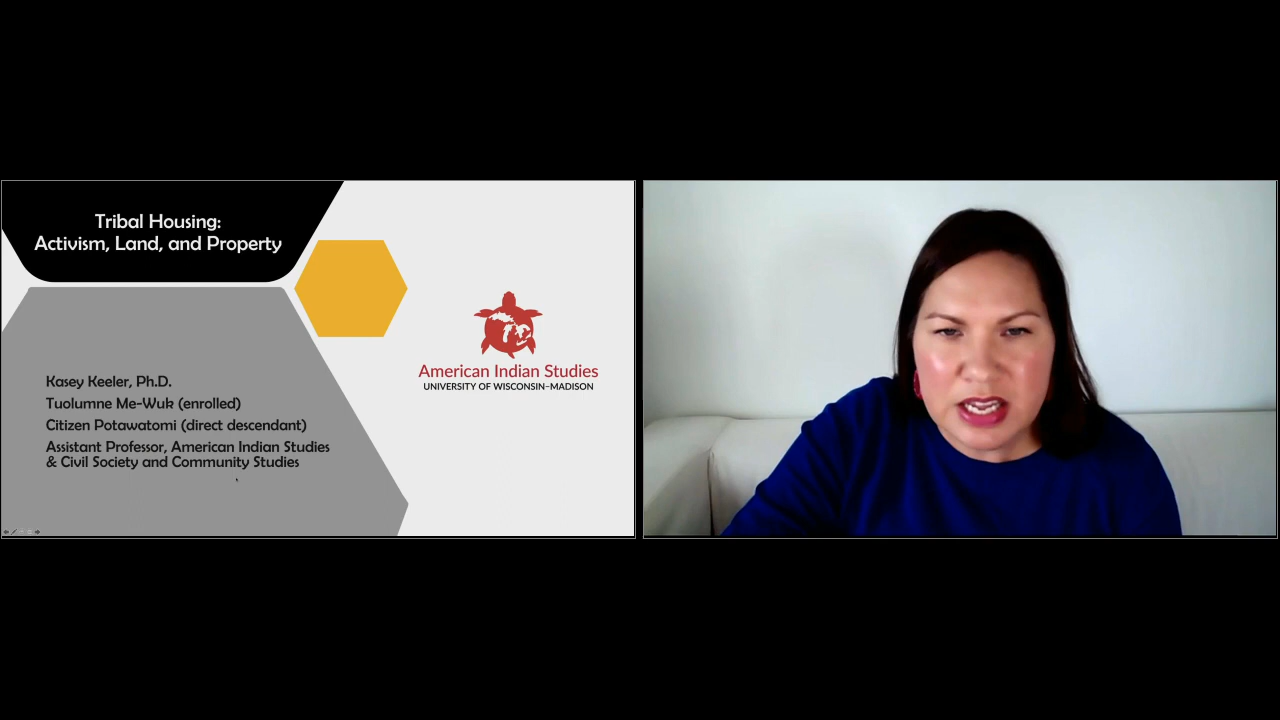 Tribal Housing:
Activism, Land, and Property
Kasey Keeler, Ph.D.
Tuolumne Me-Wuk (enrolled)
Citizen Potawatomi (direct descendant)
Assistant Professor, American Indian Studies
& Civil Society and Community Studies
American Indian Studies
UNIVERSITY OF WISCONSIN–MADISON